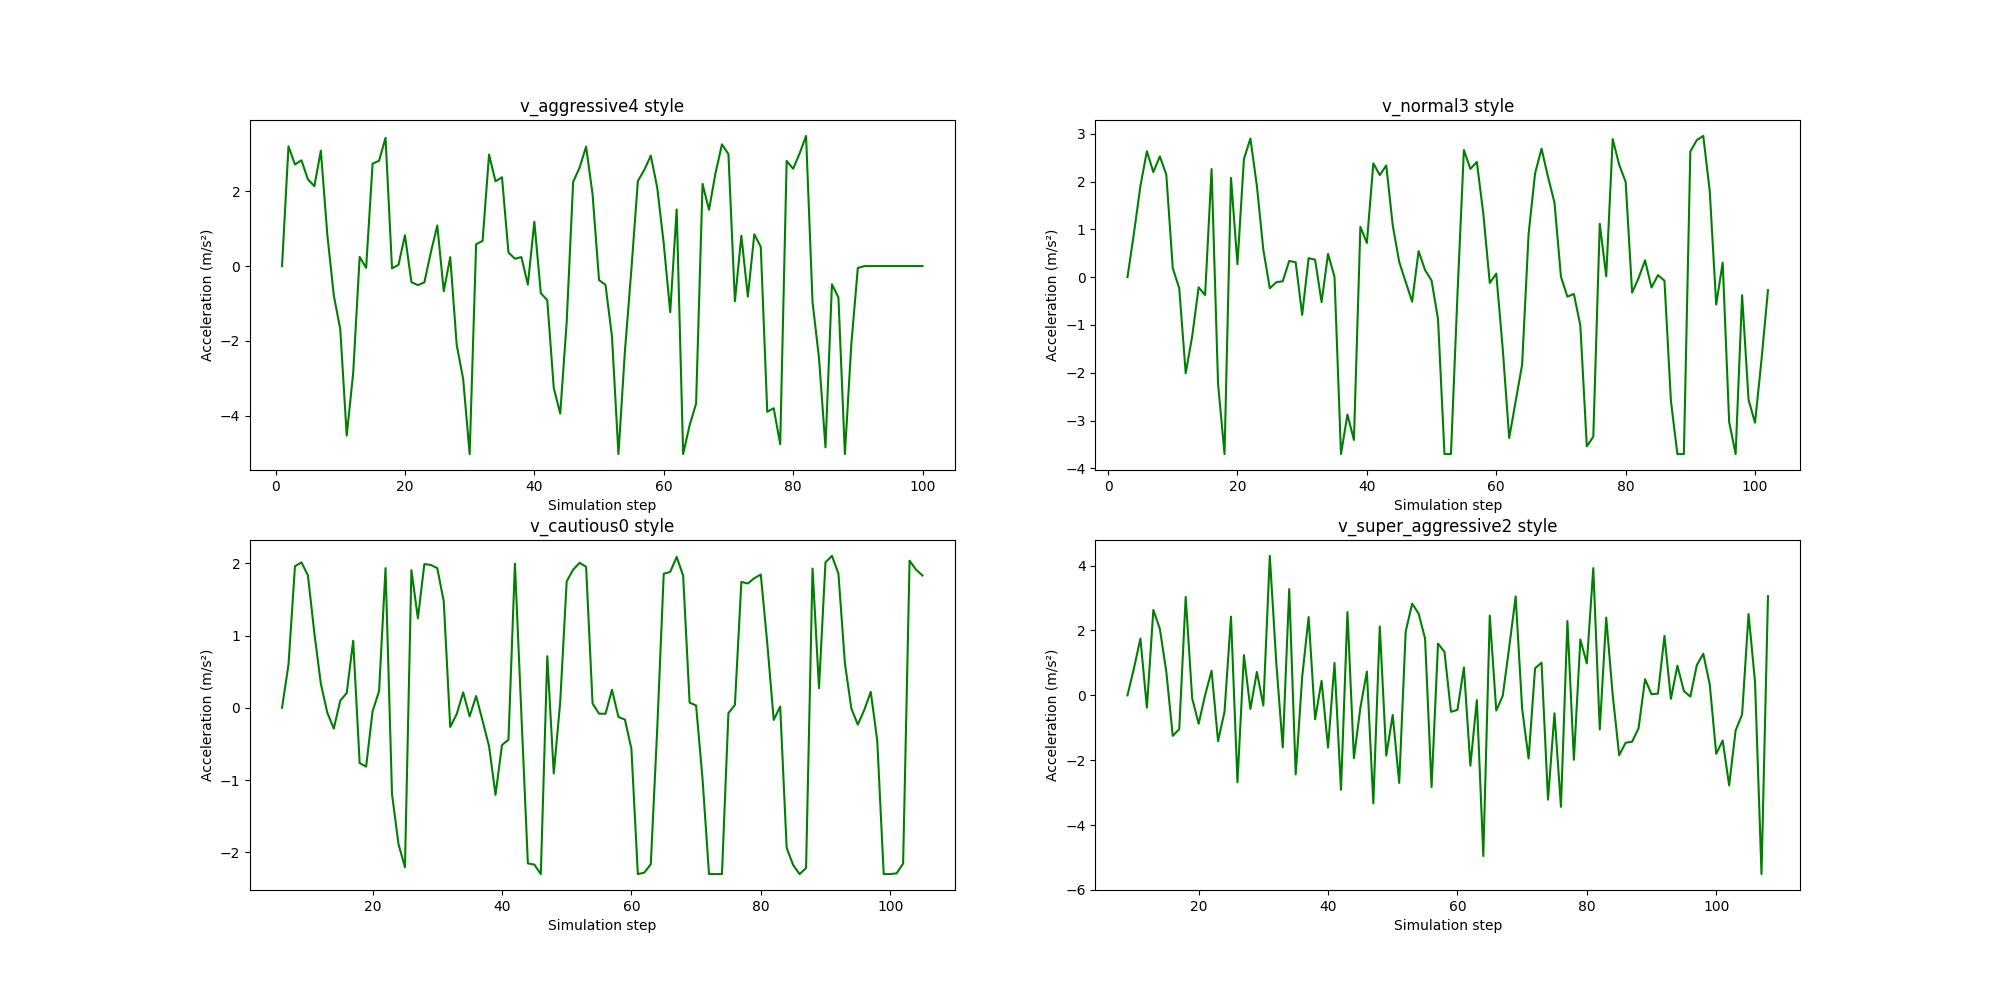 v_aggressive4 style
Acceleration (m/s²)
2
0
−2
−4
0 20 40 60 80 100
Simulation step
v_normal3 style
Acceleration (m/s²)
3
2
1
0
−1
−2
−3
−4
0 20 40 60 80 100
Simulation step
v_cautious0 style
Acceleration (m/s²)
2
1
0
−1
−2
20 40 60 80 100
Simulation step
v_super_aggressive2 style
Acceleration (m/s²)
4
2
0
−2
−4
−6
20 40 60 80 100
Simulation step